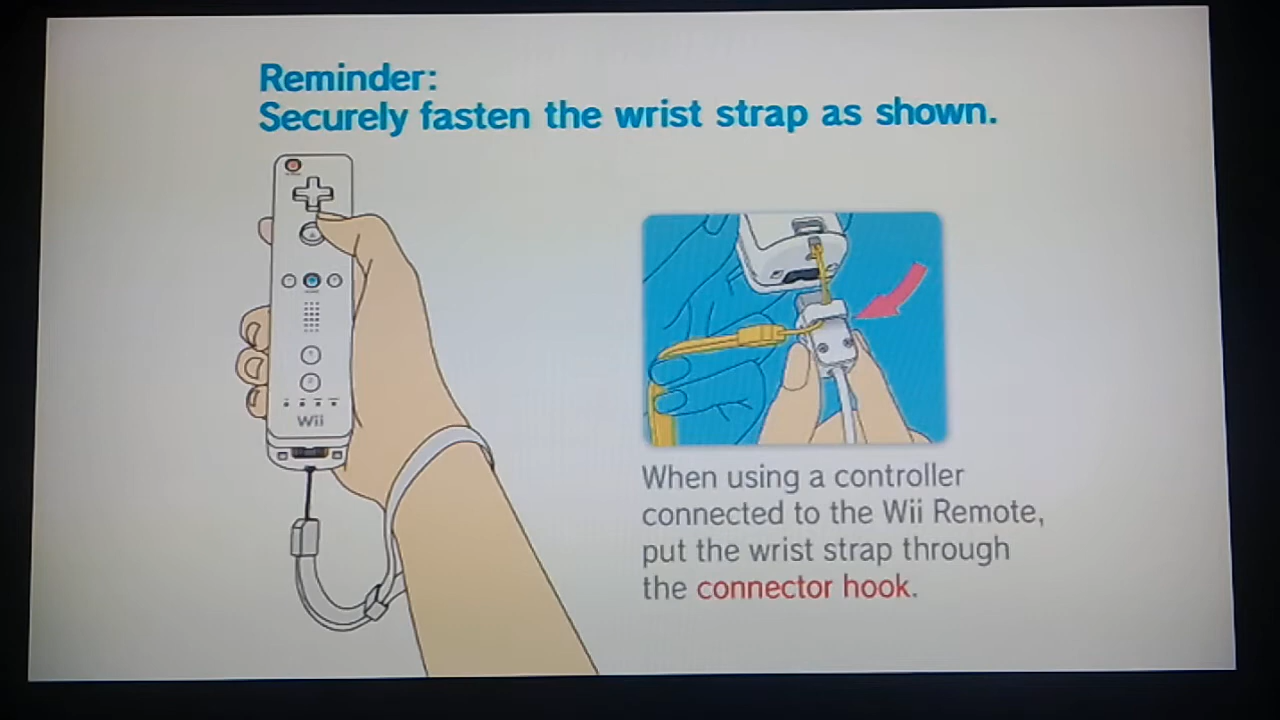 Reminder:
Securely fasten the wrist strap as shown.
Wii
When using a controller
connected to the Wii Remote,
put the wrist strap through
the connector hook.